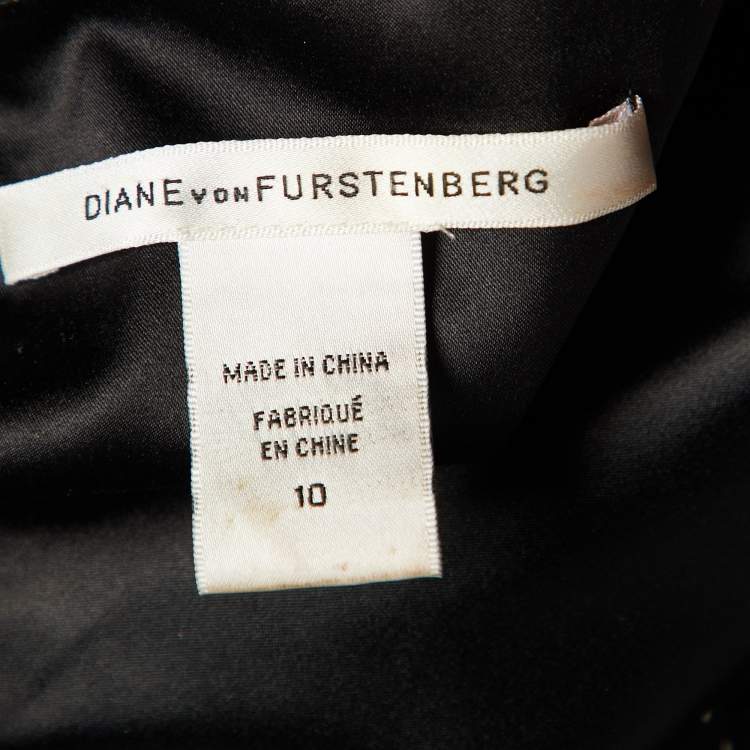 DIANE VON FURSTENBERG
MADE IN CHINA
FABRIQUÉ
EN CHINE
10